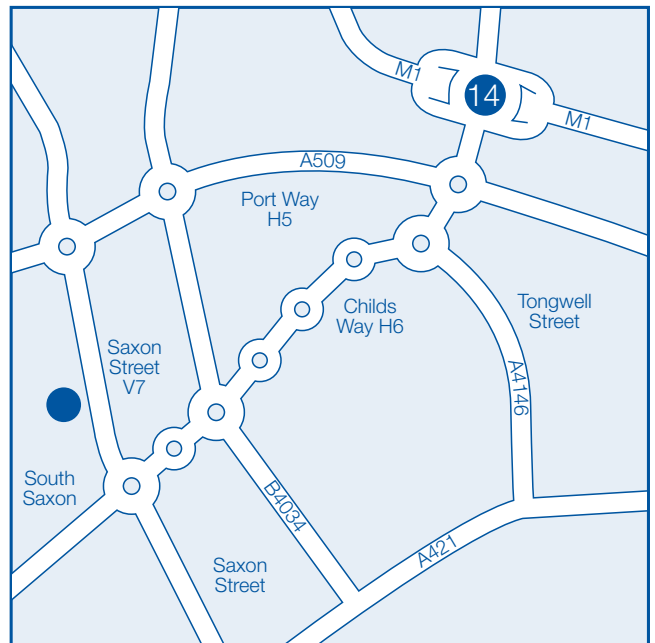 M1
14
M1
A509
Port Way
H5
Childs
Way H6
Tongwell
Street
Saxon
Street
V7
A4146
South
Saxon
B4034
A421
Saxon
Street